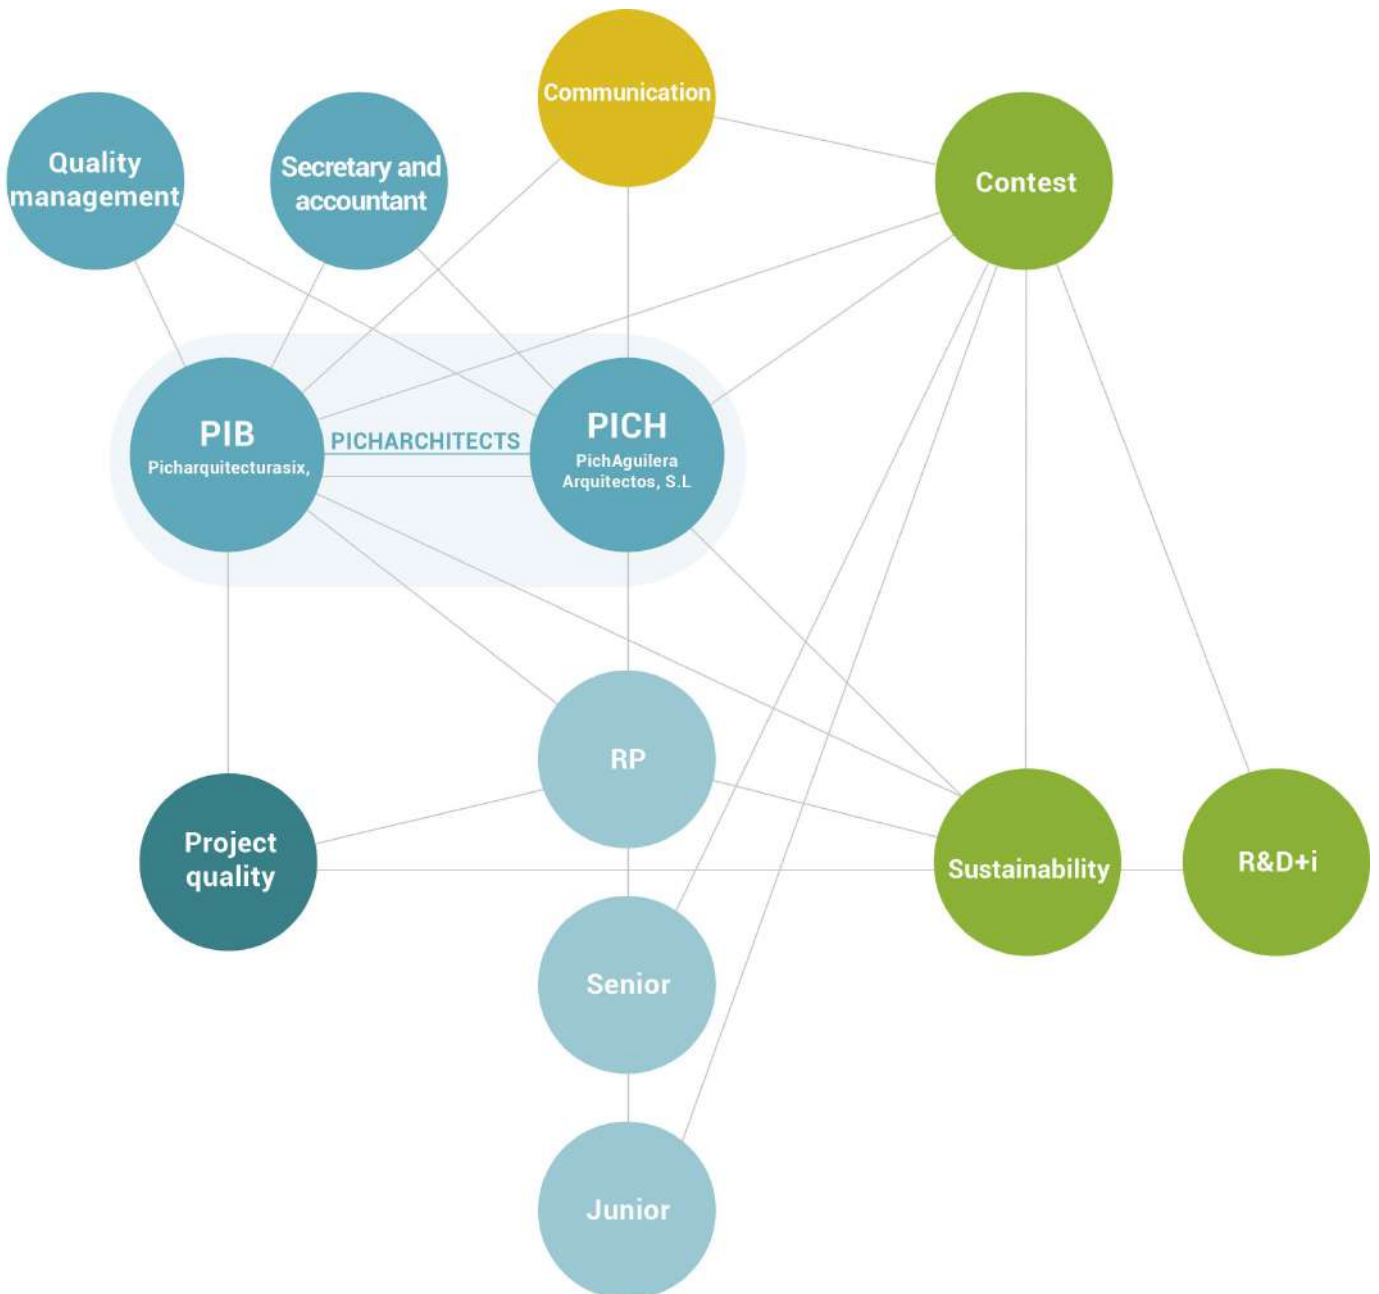 Communication
Quality
management
Secretary and
accountant
Contest
PIB
Picharquitecturasix,
PICHARCHITECTS
PICH
PichAguilera
Arquitectos, S.L
RP
Project
quality
Sustainability
R&D+i
Senior
Junior